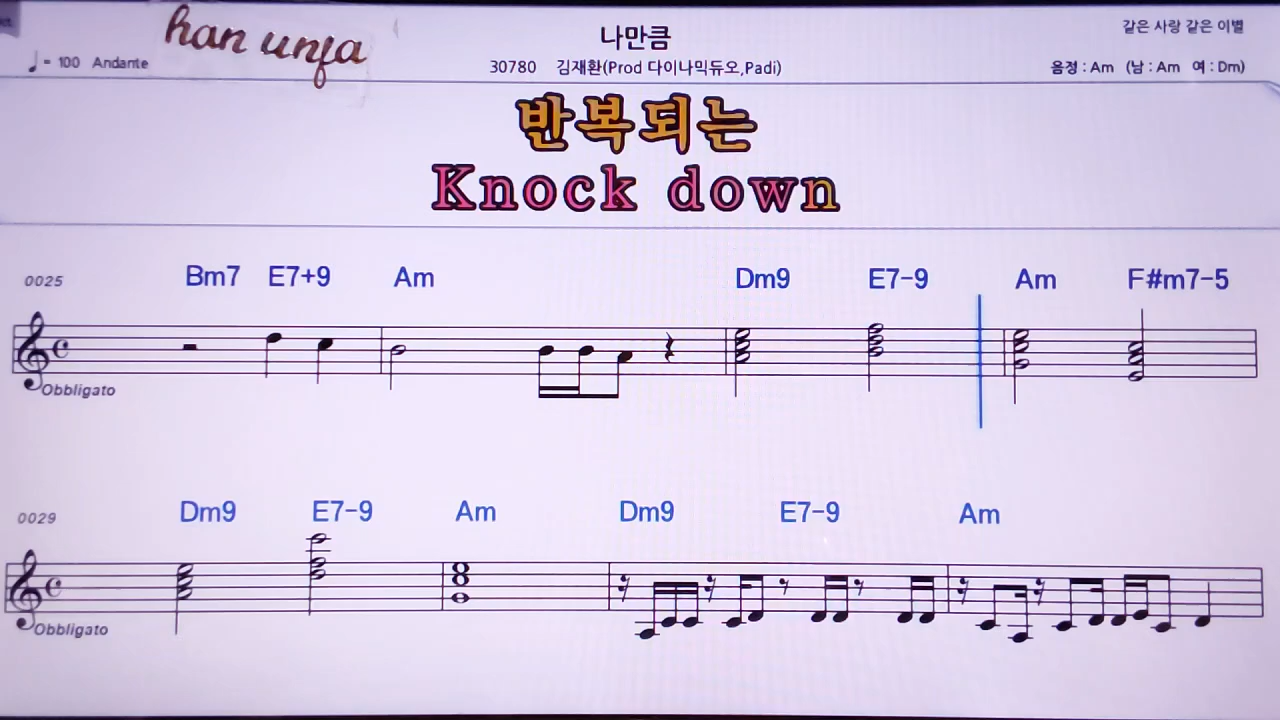 han unja
나만큼
같은 사랑 같은 이별
♩= 100 Andante
30780 김재환(Prod 다이나믹듀오,Padi)
음정 : Am (남 : Am 여 : Dm)
반복되는
Knock down
0025 Bm7 E7+9 Am Dm9 E7-9 Am F#m7-5
Obbligato
0029 Dm9 E7-9 Am Dm9 E7-9 Am
Obbligato